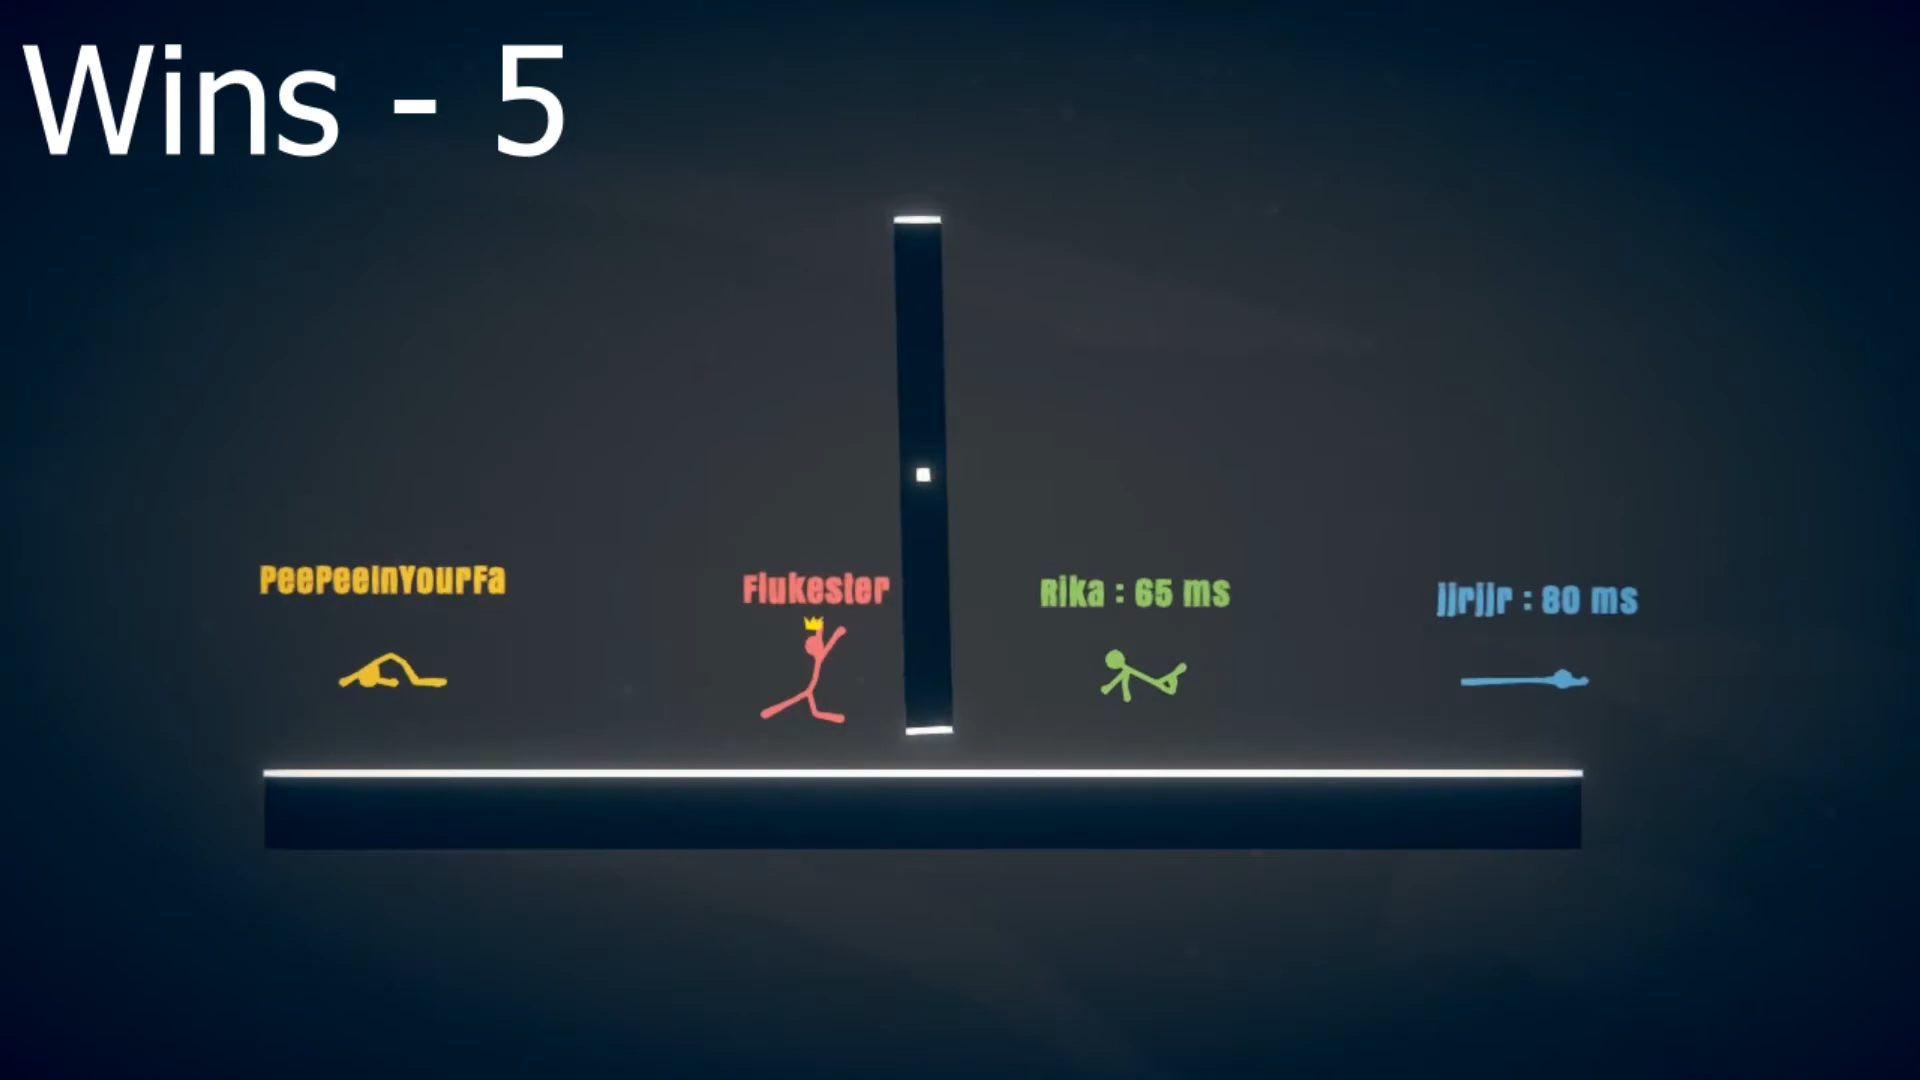 Wins - 5
PeePeeInYourFa
Flukester
Rika : 65 ms
jjrjjr : 80 ms